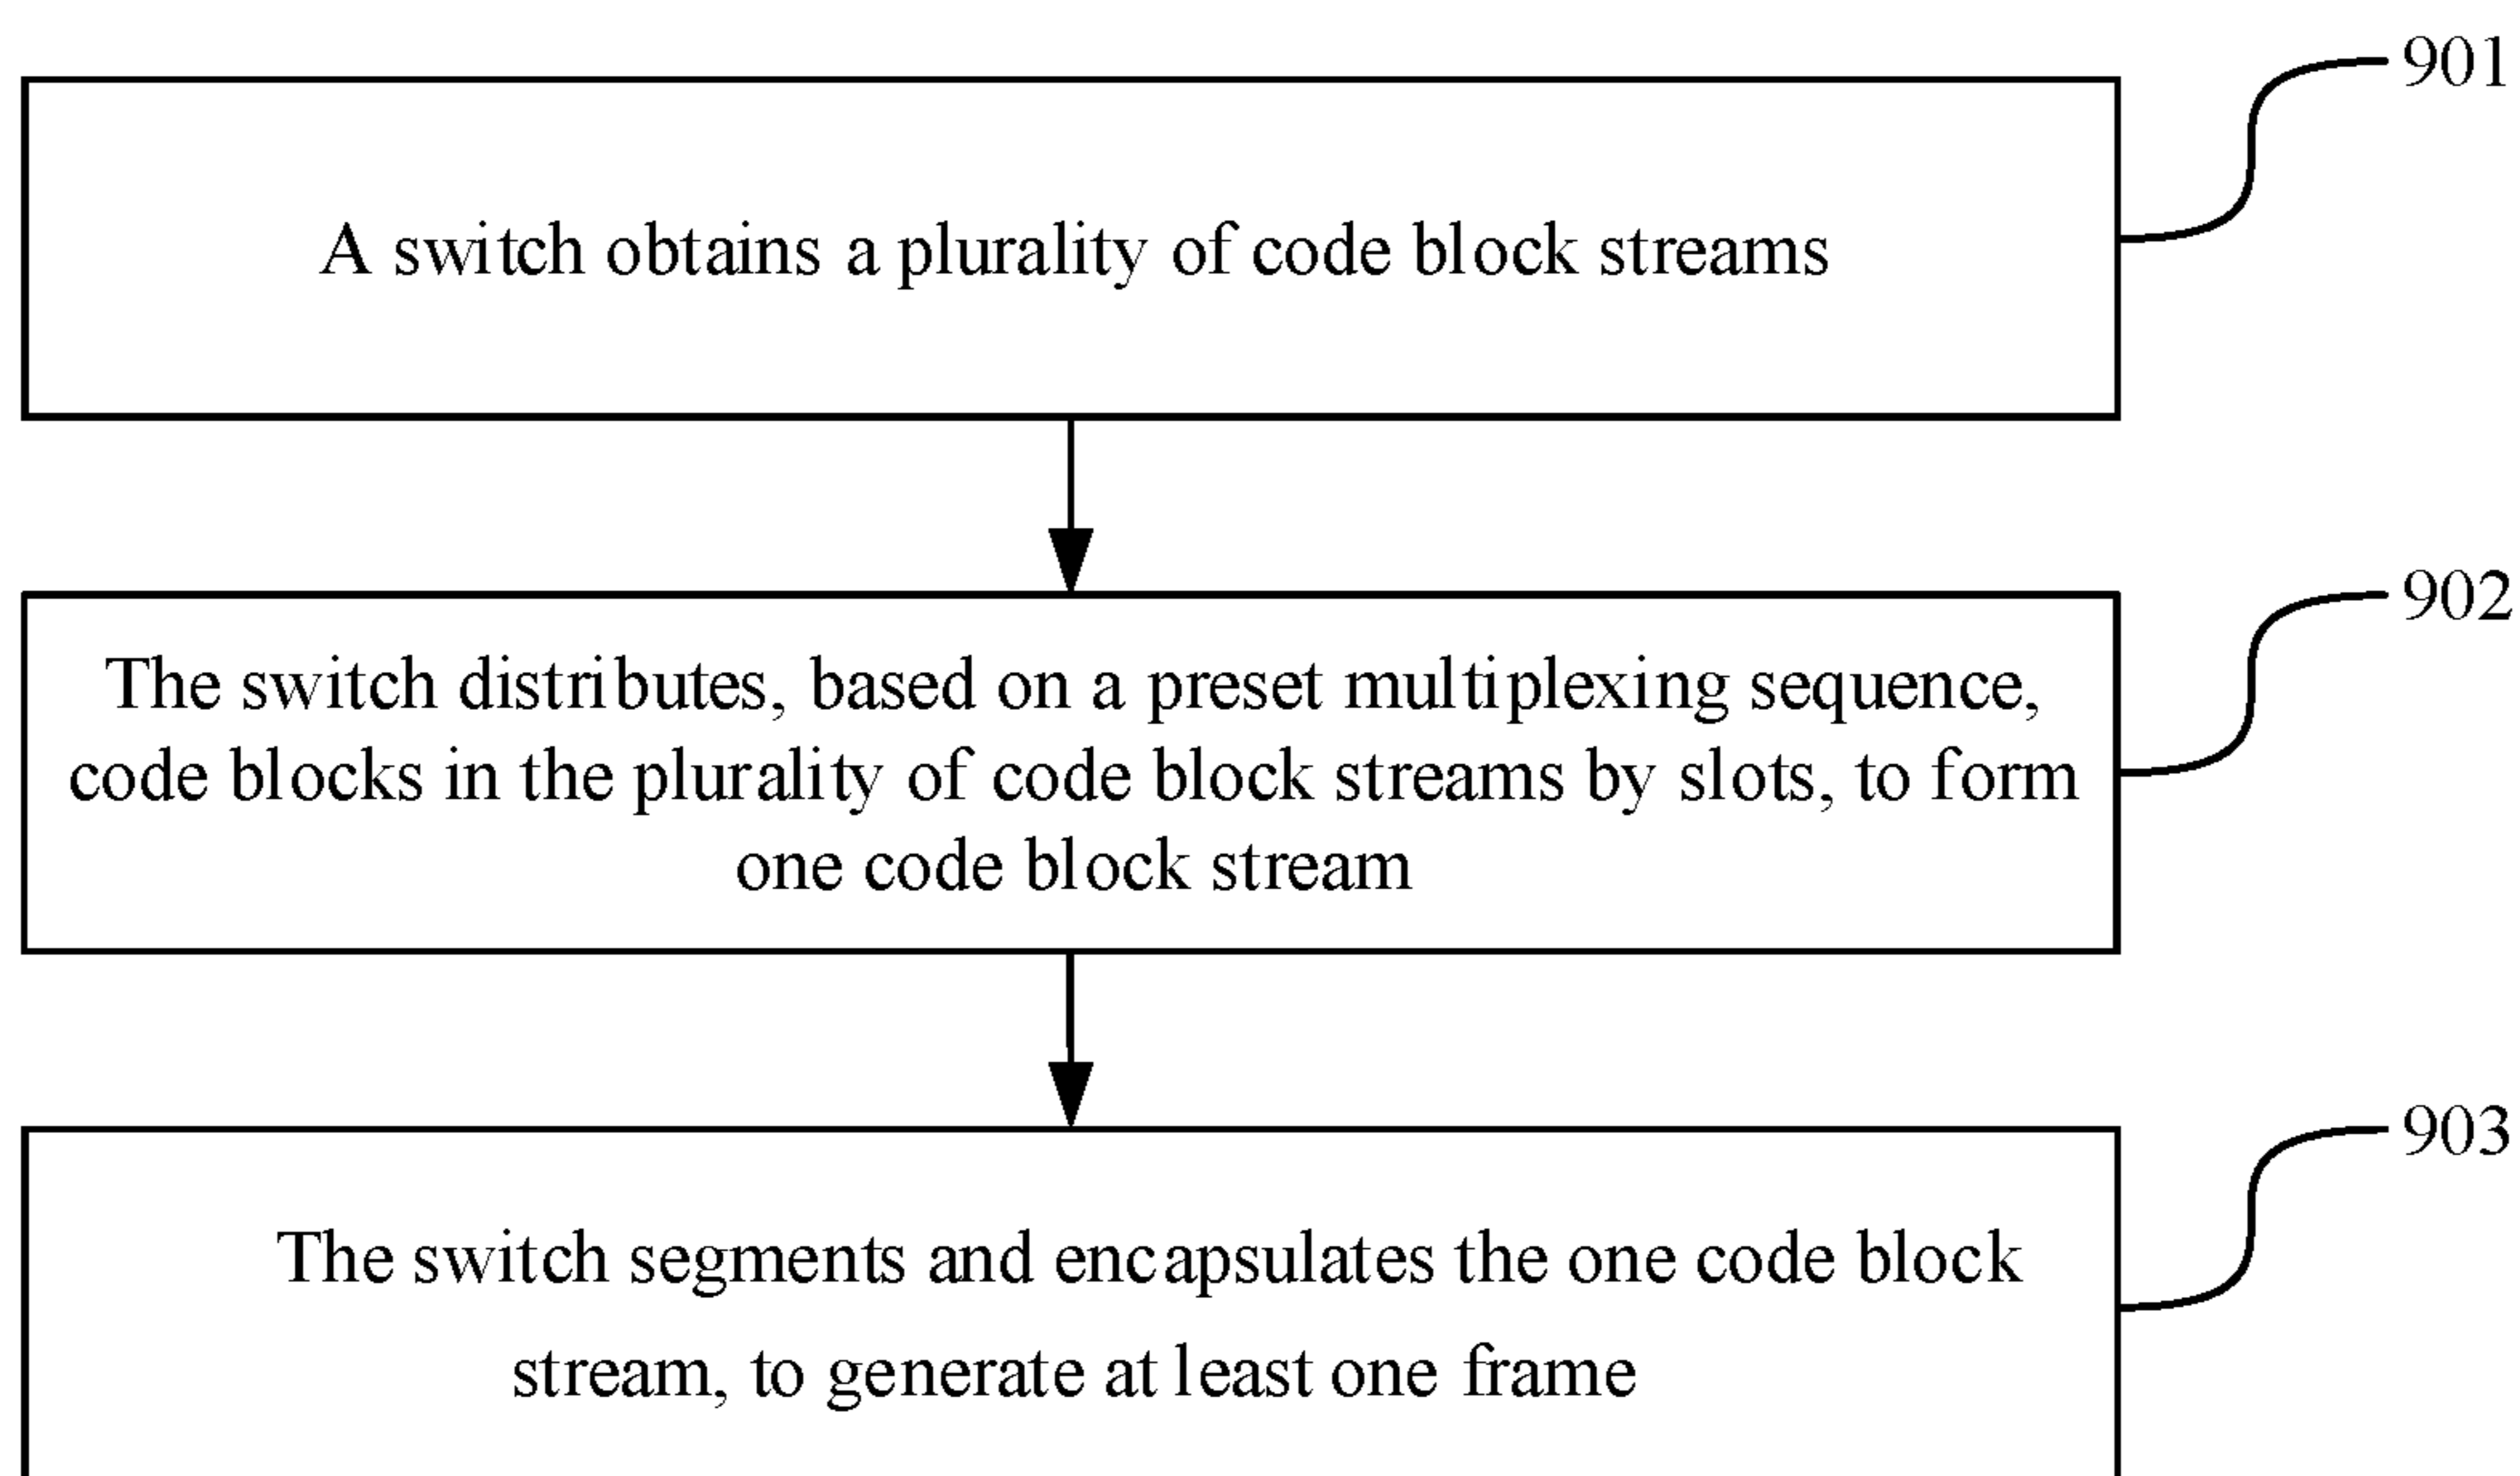 901
A switch obtains a plurality of code block streams
902
The switch distributes, based on a preset multiplexing sequence,
code blocks in the plurality of code block streams by slots, to form
one code block stream
903
The switch segments and encapsulates the one code block
stream, to generate at least one frame